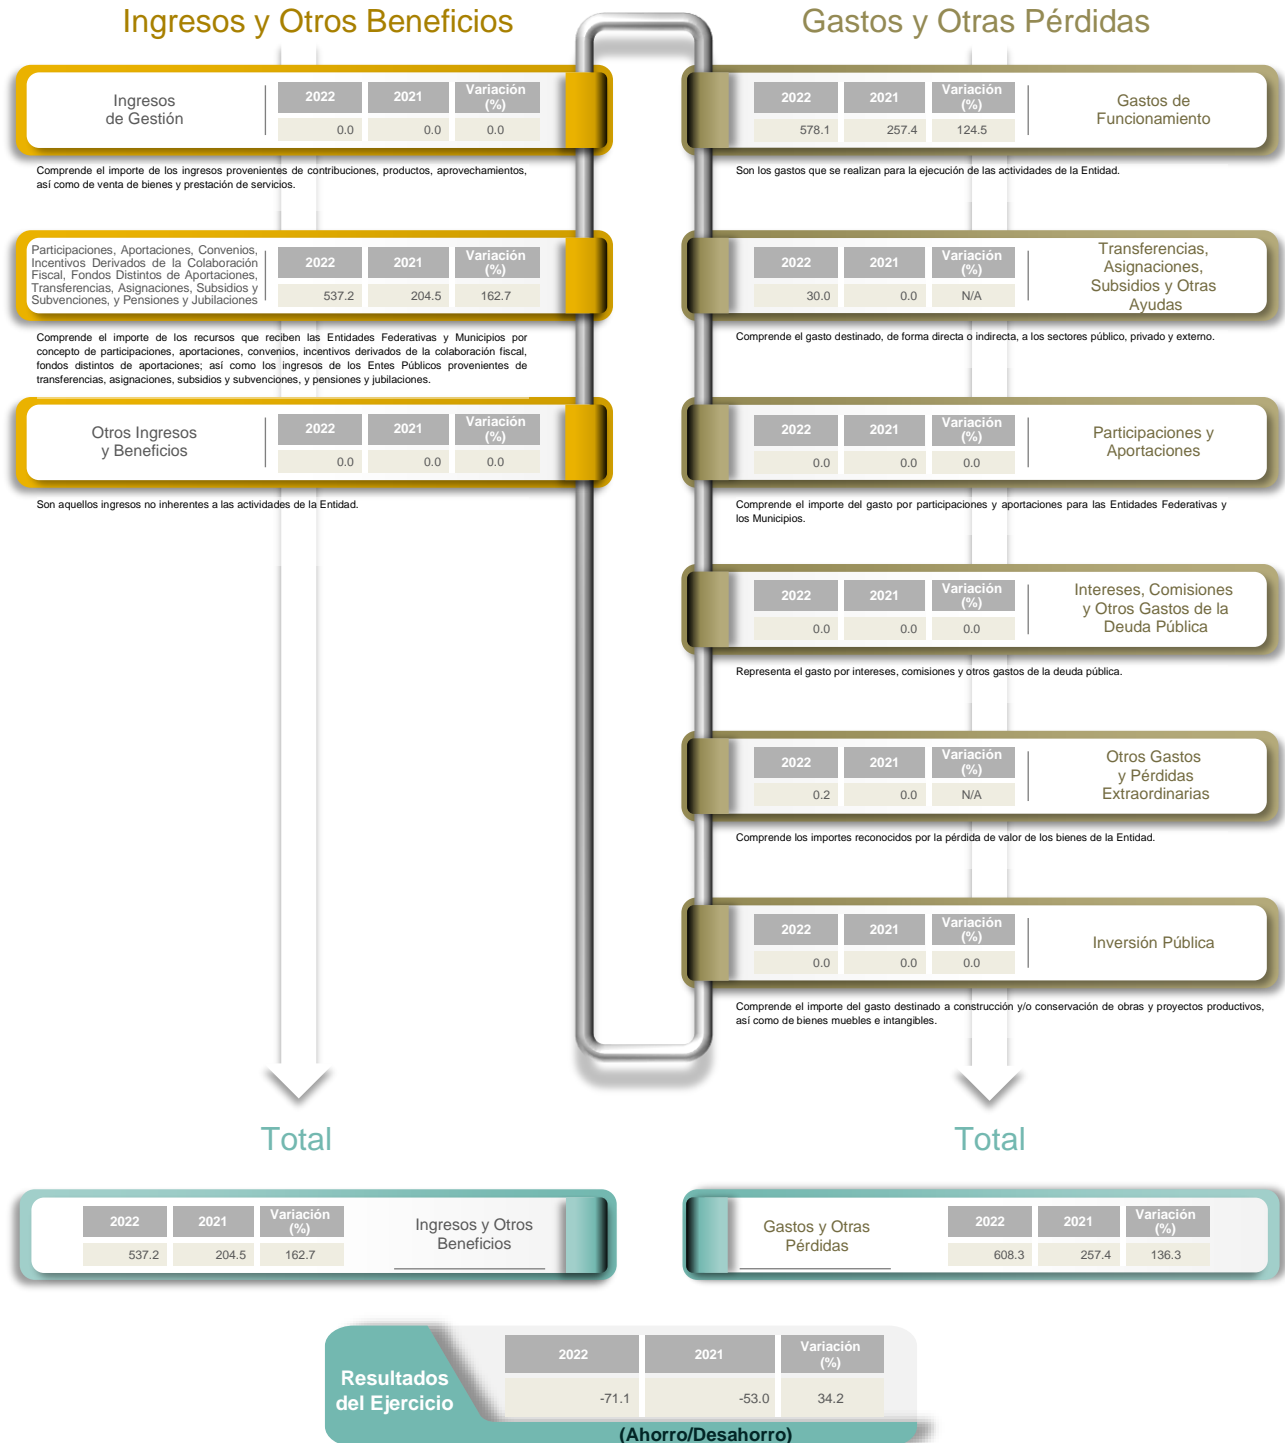 Ingresos y Otros Beneficios
Ingresos
de Gestión
2022 2021 Variación
(%)
0.0 0.0 0.0
Comprende el importe de los ingresos provenientes de contribuciones, productos, aprovechamientos,
así como de venta de bienes y prestación de servicios.
Participaciones, Aportaciones, Convenios,
Incentivos Derivados de la Colaboración
Fiscal, Fondos Distintos de Aportaciones,
Transferencias, Asignaciones, Subsidios y
Subvenciones, y Pensiones y Jubilaciones
2022 2021 Variación
(%)
537.2 204.5 162.7
Comprende el importe de los recursos que reciben las Entidades Federativas y Municipios por
concepto de participaciones, aportaciones, convenios, incentivos derivados de la colaboración fiscal,
fondos distintos de aportaciones; así como los ingresos de los Entes Públicos provenientes de
transferencias, asignaciones, subsidios y subvenciones, y pensiones y jubilaciones.
Otros Ingresos
y Beneficios
2022 2021 Variación
(%)
0.0 0.0 0.0
Son aquellos ingresos no inherentes a las actividades de la Entidad.
Gastos y Otras Pérdidas
2022 2021 Variación
(%)
578.1 257.4 124.5
Gastos de
Funcionamiento
Son los gastos que se realizan para la ejecución de las actividades de la Entidad.
2022 2021 Variación
(%)
30.0 0.0 N/A
Transferencias,
Asignaciones,
Subsidios y Otras
Ayudas
Comprende el gasto destinado, de forma directa o indirecta, a los sectores público, privado y externo.
2022 2021 Variación
(%)
0.0 0.0 0.0
Participaciones y
Aportaciones
Comprende el importe del gasto por participaciones y aportaciones para las Entidades Federativas y
los Municipios.
2022 2021 Variación
(%)
0.0 0.0 0.0
Intereses, Comisiones
y Otros Gastos de la
Deuda Pública
Representa el gasto por intereses, comisiones y otros gastos de la deuda pública.
2022 2021 Variación
(%)
0.2 0.0 N/A
Otros Gastos
y Pérdidas
Extraordinarias
Comprende los importes reconocidos por la pérdida de valor de los bienes de la Entidad.
2022 2021 Variación
(%)
0.0 0.0 0.0
Inversión Pública
Comprende el importe del gasto destinado a construcción y/o conservación de obras y proyectos productivos,
así como de bienes muebles e intangibles.
Total
2022 2021 Variación
(%)
537.2 204.5 162.7
Ingresos y Otros
Beneficios
Total
Gastos y Otras
Pérdidas
2022 2021 Variación
(%)
608.3 257.4 136.3
Resultados
del Ejercicio
2022 2021 Variación
(%)
-71.1 -53.0 34.2
(Ahorro/Desahorro)